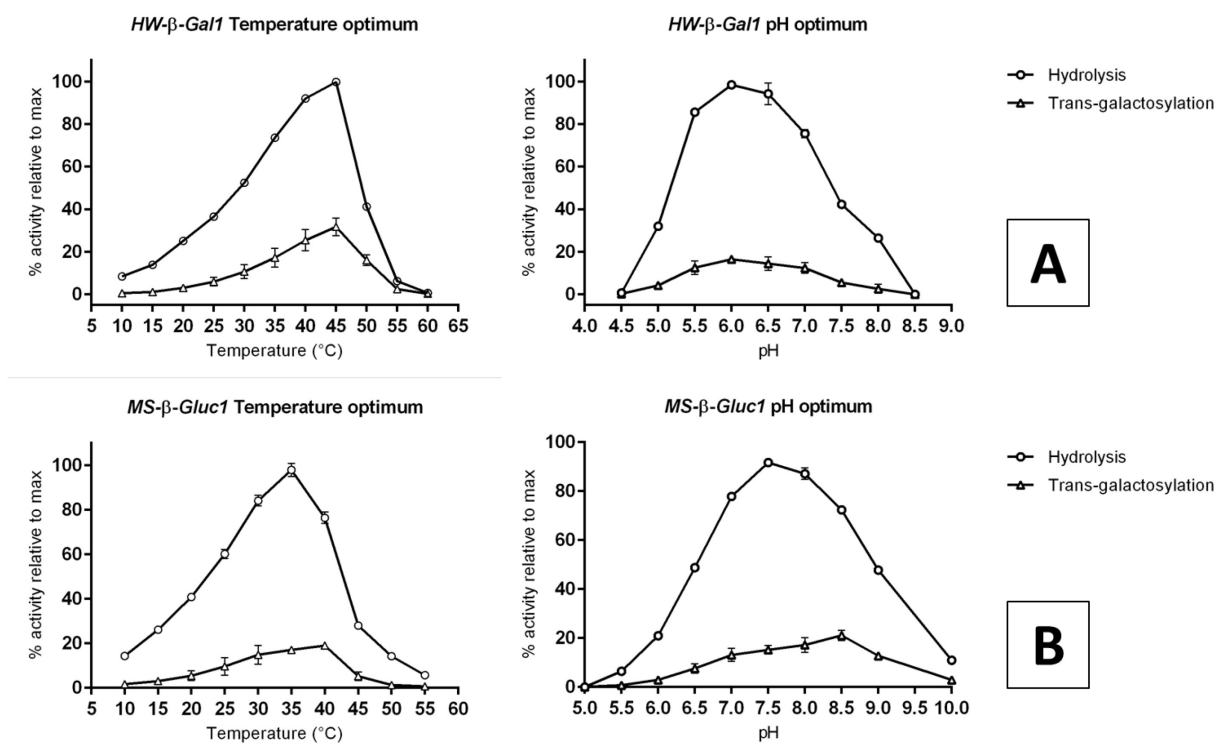 HW-β-Gal1 Temperature optimum
% activity relative to max
100
80
60
40
20
0
5 10 15 20 25 30 35 40 45 50 55 60 65
Temperature (°C)
HW-β-Gal1 pH optimum
% activity relative to max
100
80
60
40
20
0
4.0 4.5 5.0 5.5 6.0 6.5 7.0 7.5 8.0 8.5 9.0
pH
Hydrolysis
Trans-galactosylation
A
MS-β-Gluc1 Temperature optimum
% activity relative to max
100
80
60
40
20
0
5 10 15 20 25 30 35 40 45 50 55 60
Temperature (°C)
MS-β-Gluc1 pH optimum
% activity relative to max
100
80
60
40
20
0
5.0 5.5 6.0 6.5 7.0 7.5 8.0 8.5 9.0 9.5 10.0
pH
Hydrolysis
Trans-galactosylation
B